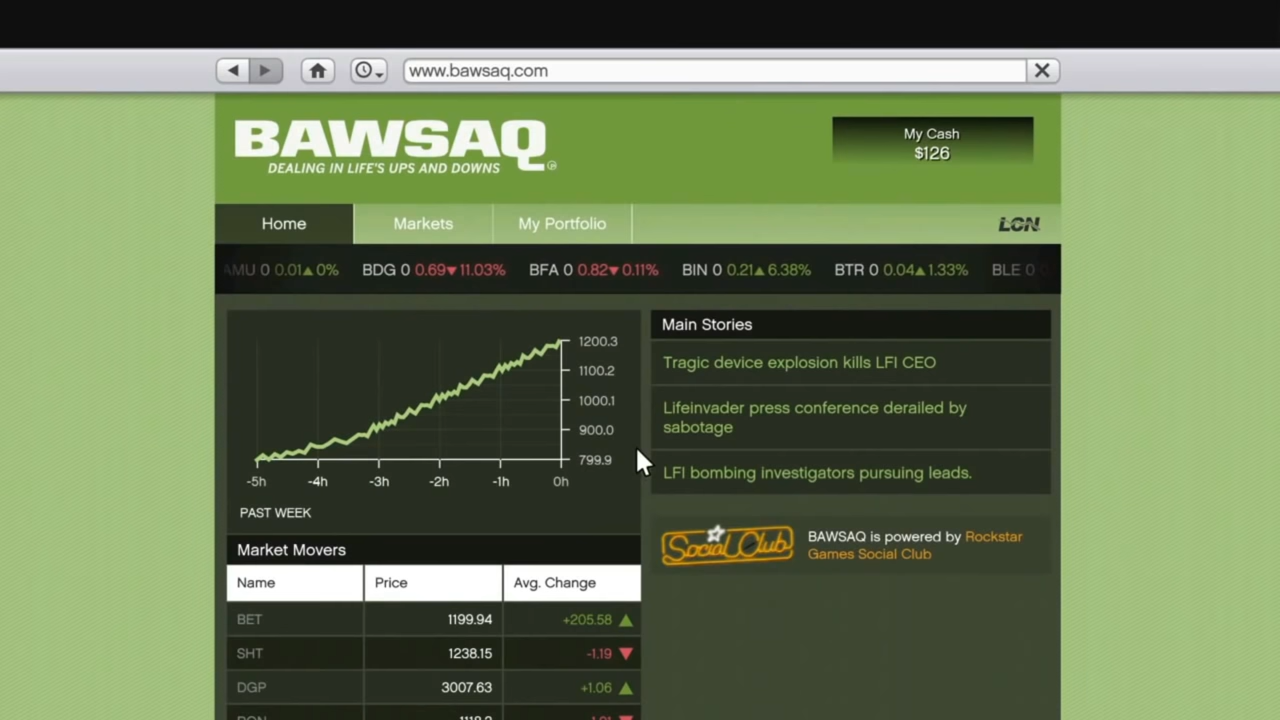 www.bawsaq.com
BAWSAQ
DEALING IN LIFE'S UPS AND DOWNS
My Cash
$126
Home Markets My Portfolio LCN
AMU 0 0.01▲0% BDG 0 0.69▼11.03% BFA 0 0.82▼0.11% BIN 0 0.21▲6.38% BTR 0 0.04▲1.33% BLE 0
1200.3
1100.2
1000.1
900.0
799.9
-5h -4h -3h -2h -1h 0h
PAST WEEK
Market Movers
Name Price Avg. Change
BET 1199.94 +205.58 ▲
SHT 1238.15 -1.19 ▼
DGP 3007.63 +1.06 ▲
Main Stories
Tragic device explosion kills LFI CEO
Lifeinvader press conference derailed by
sabotage
LFI bombing investigators pursuing leads.
Social Club
BAWSAQ is powered by Rockstar
Games Social Club